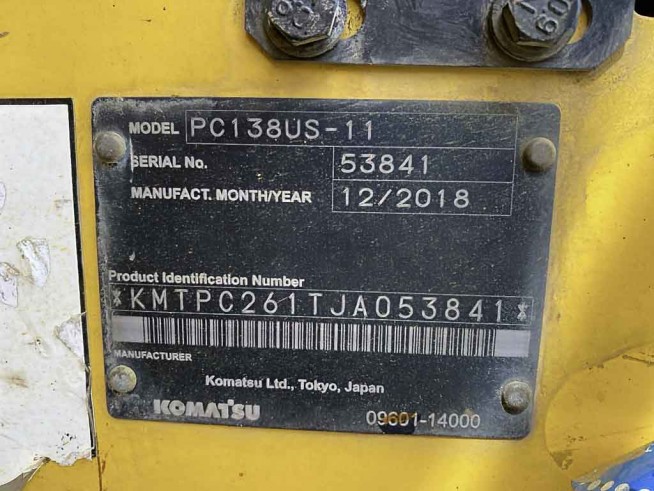 MODEL PC138US-11
SERIAL No. 53841
MANUFACT. MONTH/YEAR 12/2018
Product Identification Number
*KMTPC261TJA053841*
MANUFACTURER
Komatsu Ltd., Tokyo, Japan
KOMATSU 09601-14000